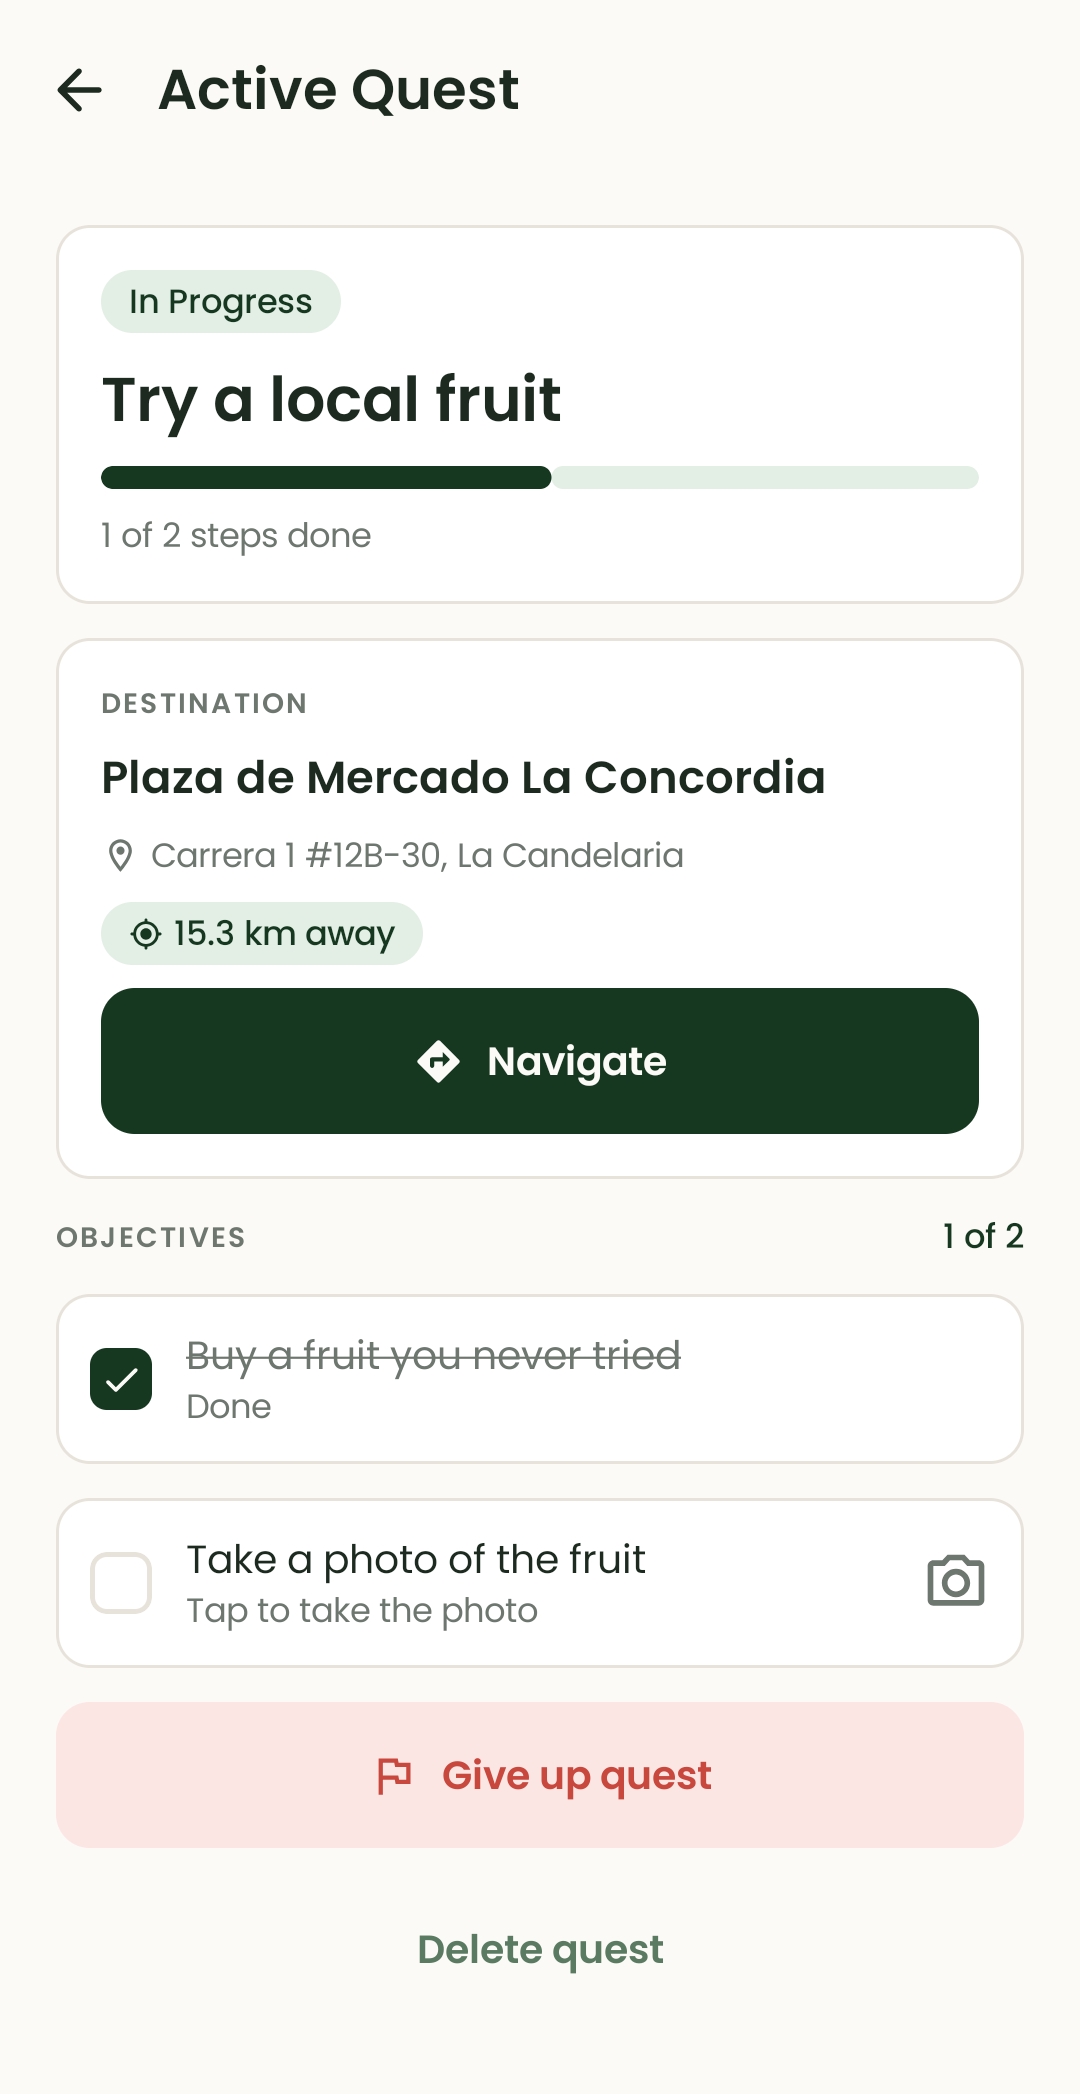 Active Quest
In Progress
Try a local fruit
1 of 2 steps done
DESTINATION
Plaza de Mercado La Concordia
Carrera 1 #12B-30, La Candelaria
15.3 km away
Navigate
OBJECTIVES
1 of 2
Buy a fruit you never tried
Done
Take a photo of the fruit
Tap to take the photo
Give up quest
Delete quest